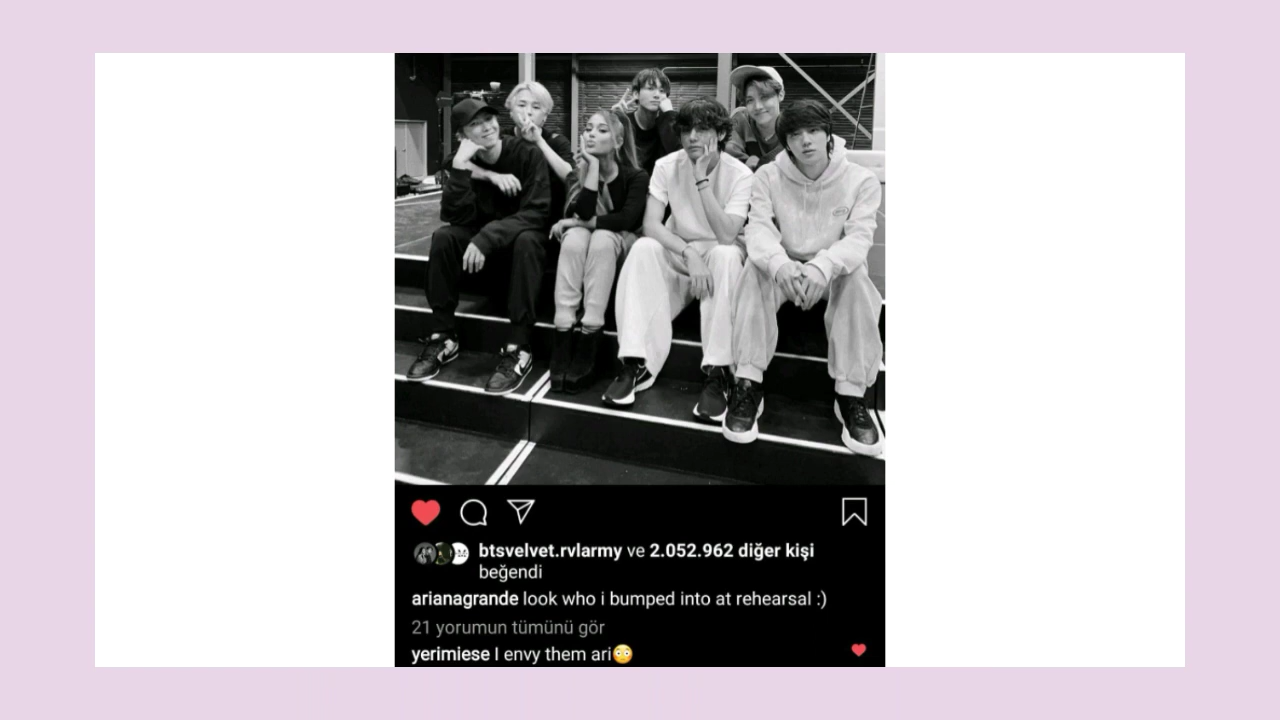 btsvelvet.rvlarmy ve 2.052.962 diğer kişi
beğendi
arianagrande look who i bumped into at rehearsal :)
21 yorumun tümünü gör
yerimiese I envy them ari😳